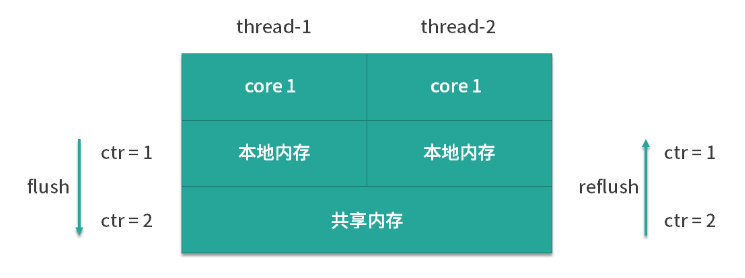 thread-1 thread-2
core 1 core 1
ctr = 1 本地内存 本地内存 ctr = 1
flush reflush
ctr = 2 共享内存 ctr = 2